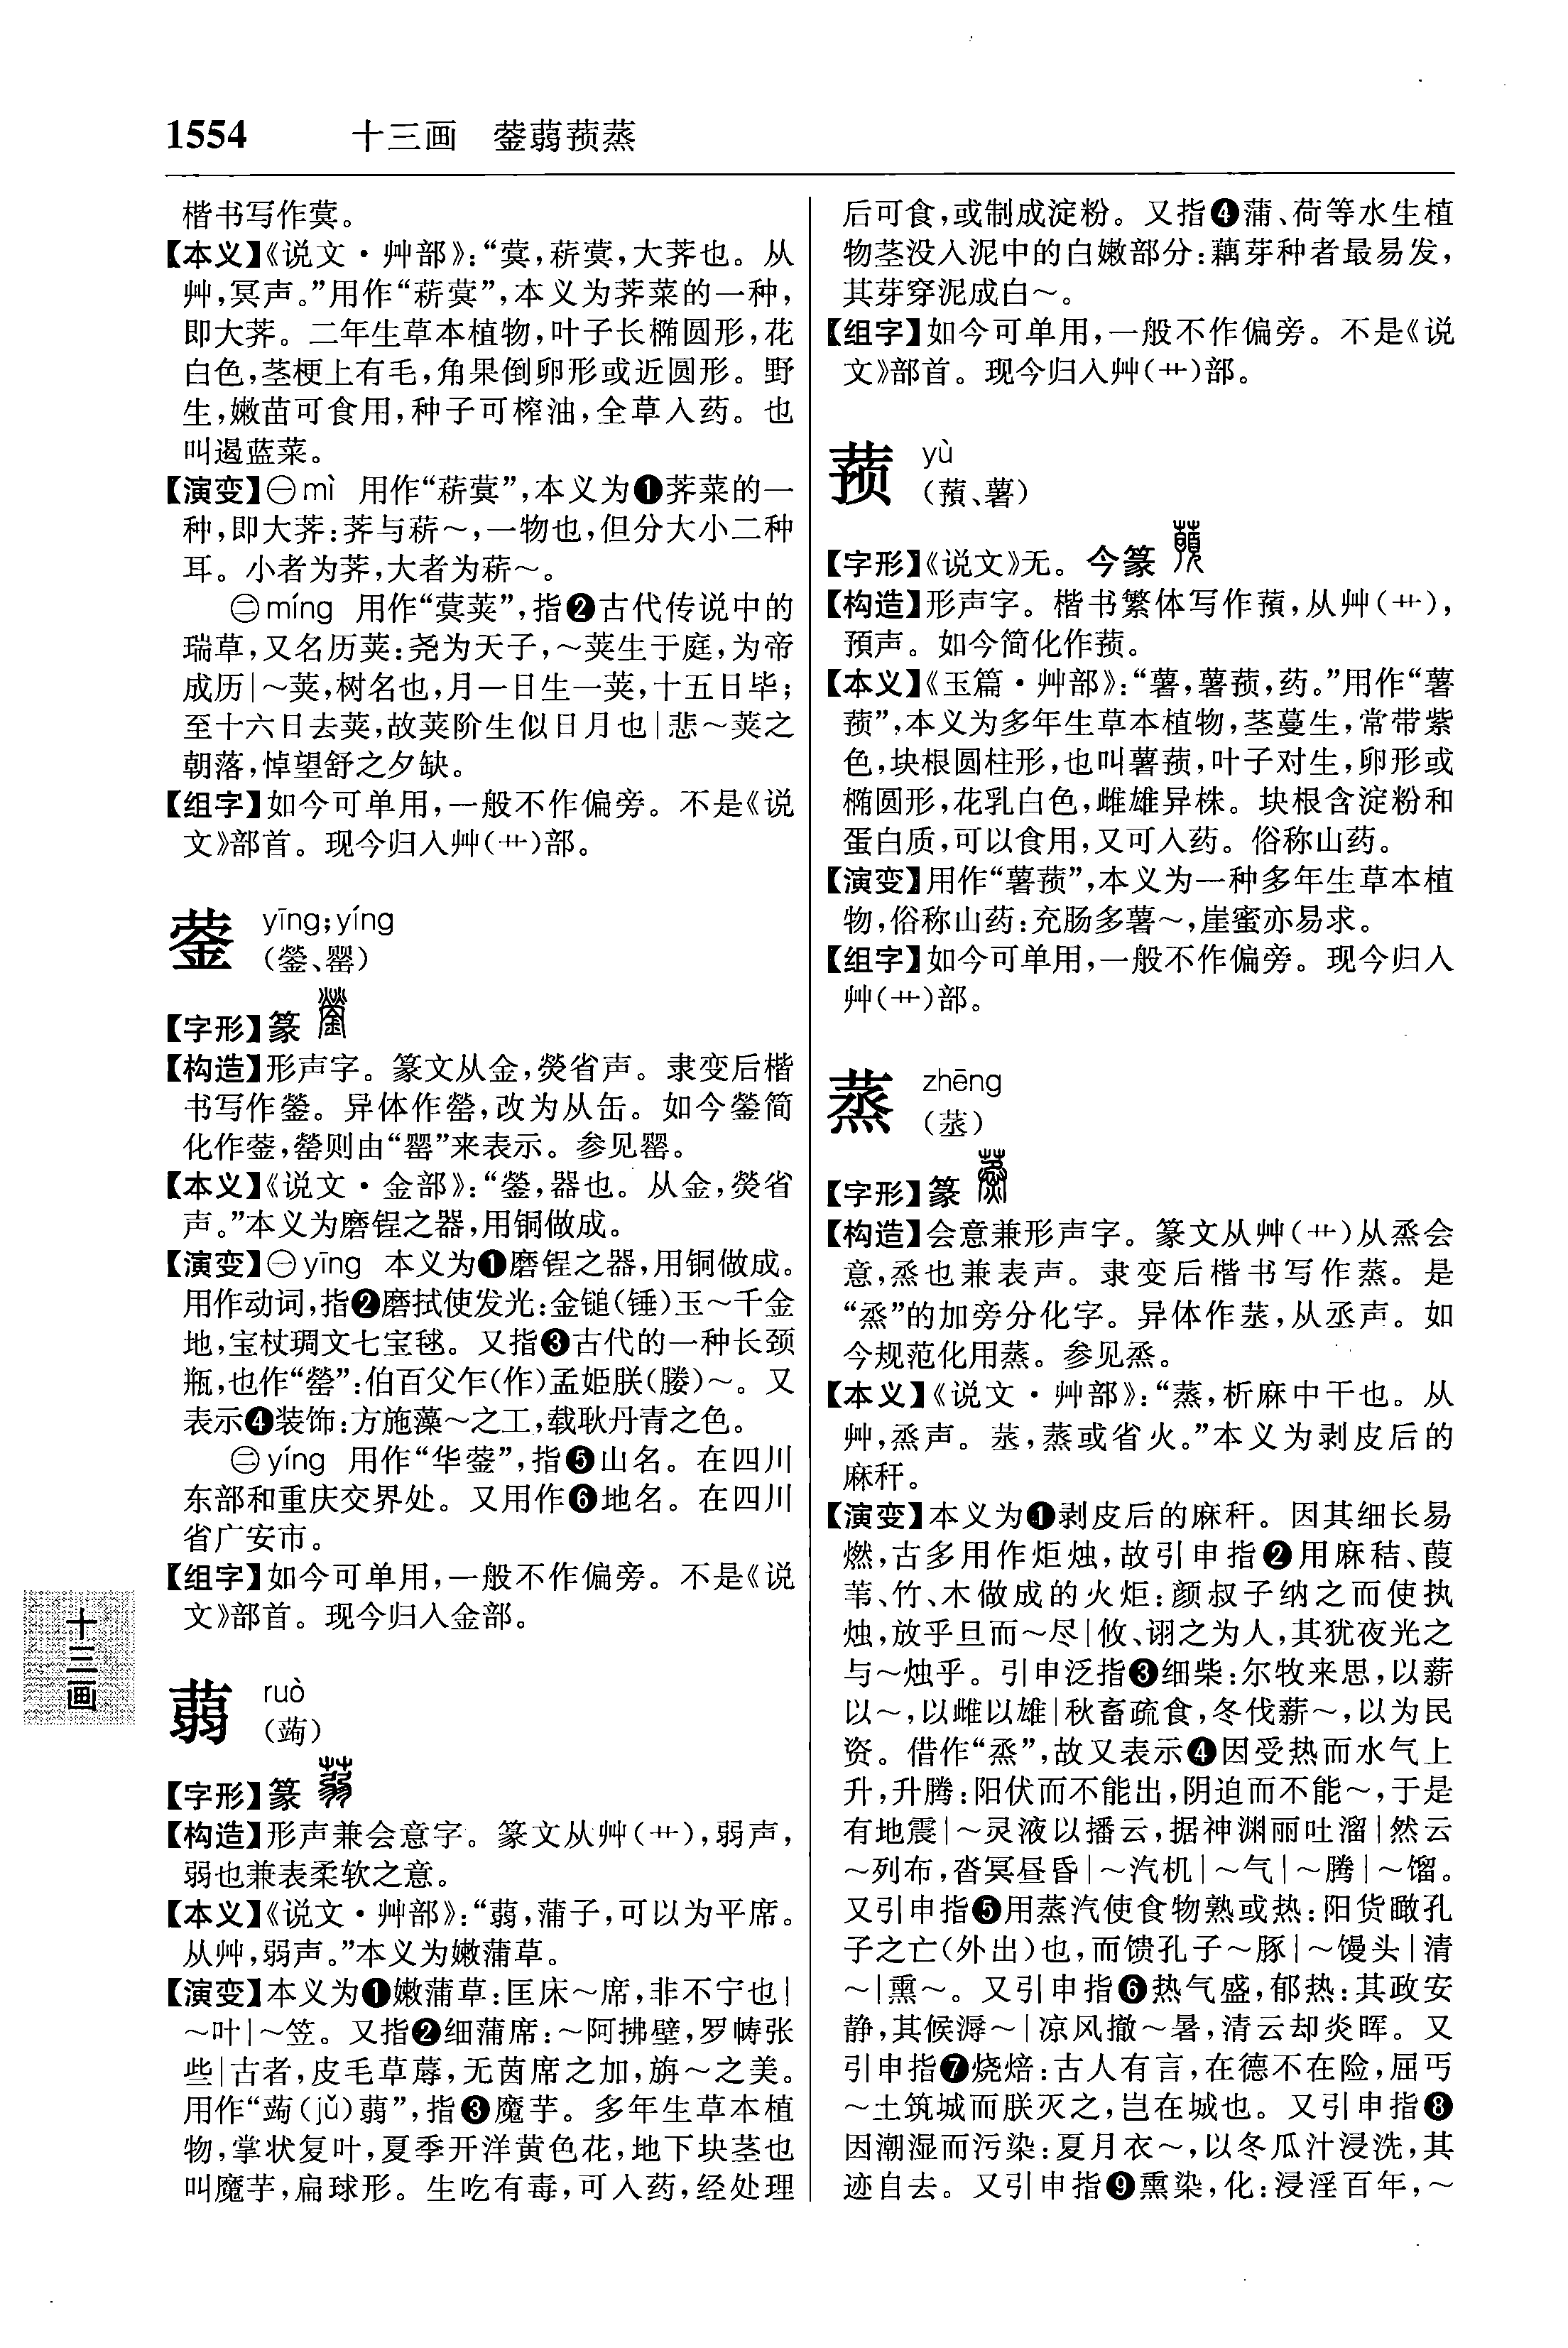 1554 十三画 蓥蒻蓣蒸
楷书写作蓂。
【本义】《说文·艸部》：“蓂，菥蓂，大荠也。从
艸，冥声。”用作“菥蓂”，本义为荠菜的一种，
即大荠。二年生草本植物，叶子长椭圆形，花
白色，茎梗上有毛，角果倒卵形或近圆形。野
生，嫩苗可食用，种子可榨油，全草入药。也
叫遏蓝菜。
【演变】㊀mì 用作“菥蓂”，本义为❶荠菜的一
种，即大荠：荠与菥～，一物也，但分大小二种
耳。小者为荠，大者为菥～。
㊁míng 用作“蓂荚”，指❷古代传说中的
瑞草，又名历荚：尧为天子，～荚生于庭，为帝
成历|～荚，树名也，月一日生一荚，十五日毕；
至十六日去荚，故荚阶生似日月也|悲～荚之
朝落，悼望舒之夕缺。
【组字】如今可单用，一般不作偏旁。不是《说
文》部首。现今归入艸（艹）部。
蓥 yīng；yíng
（鎣、罂）
【字形】篆
【构造】形声字。篆文从金，熒省声。隶变后楷
书写作鎣。异体作罃，改为从缶。如今鎣简
化作蓥，罃则由“罂”来表示。参见罂。
【本义】《说文·金部》：“鎣，器也。从金，熒省
声。”本义为磨锃之器，用铜做成。
【演变】㊀yīng 本义为❶磨锃之器，用铜做成。
用作动词，指❷磨拭使发光：金鎚（锤）玉～千金
地，宝杖琱文七宝毬。又指❸古代的一种长颈
瓶，也作“罃”：伯百父乍（作）孟姬朕（媵）～。又
表示❹装饰：方施藻～之工，载耿丹青之色。
㊁yíng 用作“华蓥”，指❺山名。在四川
东部和重庆交界处。又用作❻地名。在四川
省广安市。
【组字】如今可单用，一般不作偏旁。不是《说
文》部首。现今归入金部。
十三画
蒻 ruò
（蒟）
【字形】篆
【构造】形声兼会意字。篆文从艸（艹），弱声，
弱也兼表柔软之意。
【本义】《说文·艸部》：“蒻，蒲子，可以为平席。
从艸，弱声。”本义为嫩蒲草。
【演变】本义为❶嫩蒲草：匡床～席，非不宁也|
～叶|～笠。又指❷细蒲席：～阿拂壁，罗帱张
些|古者，皮毛草蓐，无茵席之加，旃～之美。
用作“蒟（jǔ）蒻”，指❸魔芋。多年生草本植
物，掌状复叶，夏季开洋黄色花，地下块茎也
叫魔芋，扁球形。生吃有毒，可入药，经处理
后可食，或制成淀粉。又指❹蒲、荷等水生植
物茎没入泥中的白嫩部分：藕芽种者最易发，
其芽穿泥成白～。
【组字】如今可单用，一般不作偏旁。不是《说
文》部首。现今归入艸（艹）部。
蓣 yù
（蕷、薯）
【字形】《说文》无。今篆
【构造】形声字。楷书繁体写作蕷，从艸（艹），
預声。如今简化作蓣。
【本义】《玉篇·艸部》：“薯，薯蓣，药。”用作“薯
蓣”，本义为多年生草本植物，茎蔓生，常带紫
色，块根圆柱形，也叫薯蓣，叶子对生，卵形或
椭圆形，花乳白色，雌雄异株。块根含淀粉和
蛋白质，可以食用，又可入药。俗称山药。
【演变】用作“薯蓣”，本义为一种多年生草本植
物，俗称山药：充肠多薯～，崖蜜亦易求。
【组字】如今可单用，一般不作偏旁。现今归入
艸（艹）部。
蒸 zhēng
（菉）
【字形】篆
【构造】会意兼形声字。篆文从艸（艹）从烝会
意，烝也兼表声。隶变后楷书写作蒸。是
“烝”的加旁分化字。异体作䒱，从丞声。如
今规范化用蒸。参见烝。
【本义】《说文·艸部》：“蒸，析麻中干也。从
艸，烝声。䒱，蒸或省火。”本义为剥皮后的
麻秆。
【演变】本义为❶剥皮后的麻秆。因其细长易
燃，古多用作炬烛，故引申指❷用麻秸、葭
苇、竹、木做成的火炬：颜叔子纳之而使执
烛，放乎旦而～尽|攸、诩之为人，其犹夜光之
与～烛乎。引申泛指❸细柴：尔牧来思，以薪
以～，以雌以雄|秋畜疏食，冬伐薪～，以为民
资。借作“烝”，故又表示❹因受热而水气上
升，升腾：阳伏而不能出，阴迫而不能～，于是
有地震|～灵液以播云，据神渊丽吐溜|然云
～列布，沓冥昼昏|～汽机|～气|～腾|～馏。
又引申指❺用蒸汽使食物熟或热：阳货瞰孔
子之亡（外出）也，而馈孔子～豚|～馒头|清
～|熏～。又引申指❻热气盛，郁热：其政安
静，其候溽～|凉风撤～暑，清云却炎晖。又
引申指❼烧焙：古人有言，在德不在险，屈丐
～土筑城而朕灭之，岂在城也。又引申指❽
因潮湿而污染：夏月衣～，以冬瓜汁浸洗，其
迹自去。又引申指❾熏染，化：浸淫百年，～